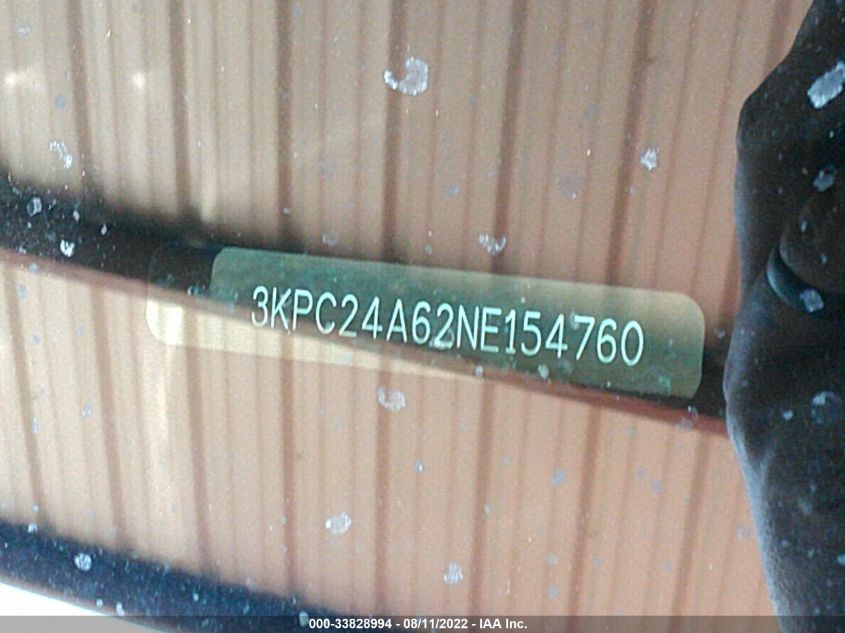 3KPC24A62NE154760
000-33828994 - 08/11/2022 - IAA Inc.